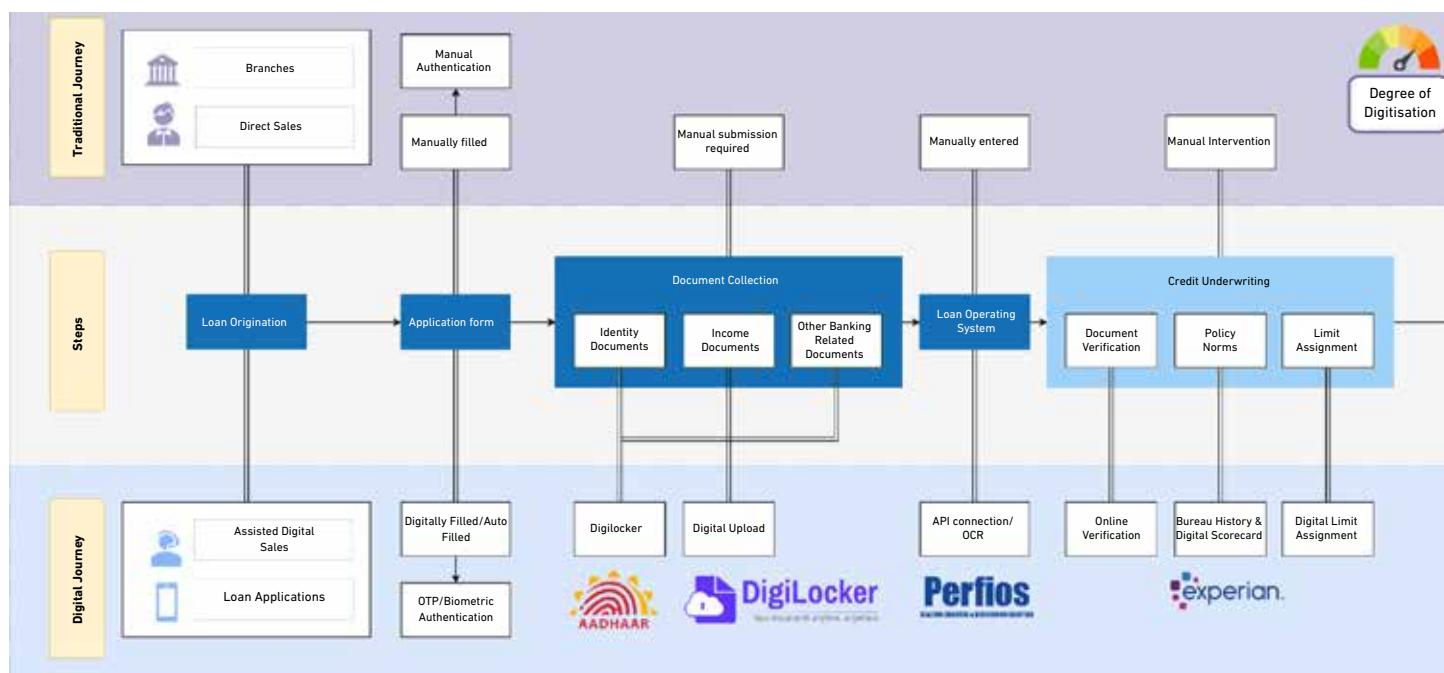 Traditional Journey
Branches
Direct Sales
Manual
Authentication
Manually filled
Manual submission
required
Manually entered
Manual Intervention
Degree of
Digitisation
Steps
Loan Origination
Application form
Document Collection
Identity
Documents
Income
Documents
Other Banking
Related
Documents
Loan Operating
System
Credit Underwriting
Document
Verification
Policy
Norms
Limit
Assignment
Digital Journey
Assisted Digital
Sales
Loan Applications
Digitally Filled/Auto
Filled
OTP/Biometric
Authentication
Digilocker
Digital Upload
API connection/
OCR
Online
Verification
Bureau History &
Digital Scorecard
Digital Limit
Assignment
AADHAAR
DigiLocker
Perfios
experian.